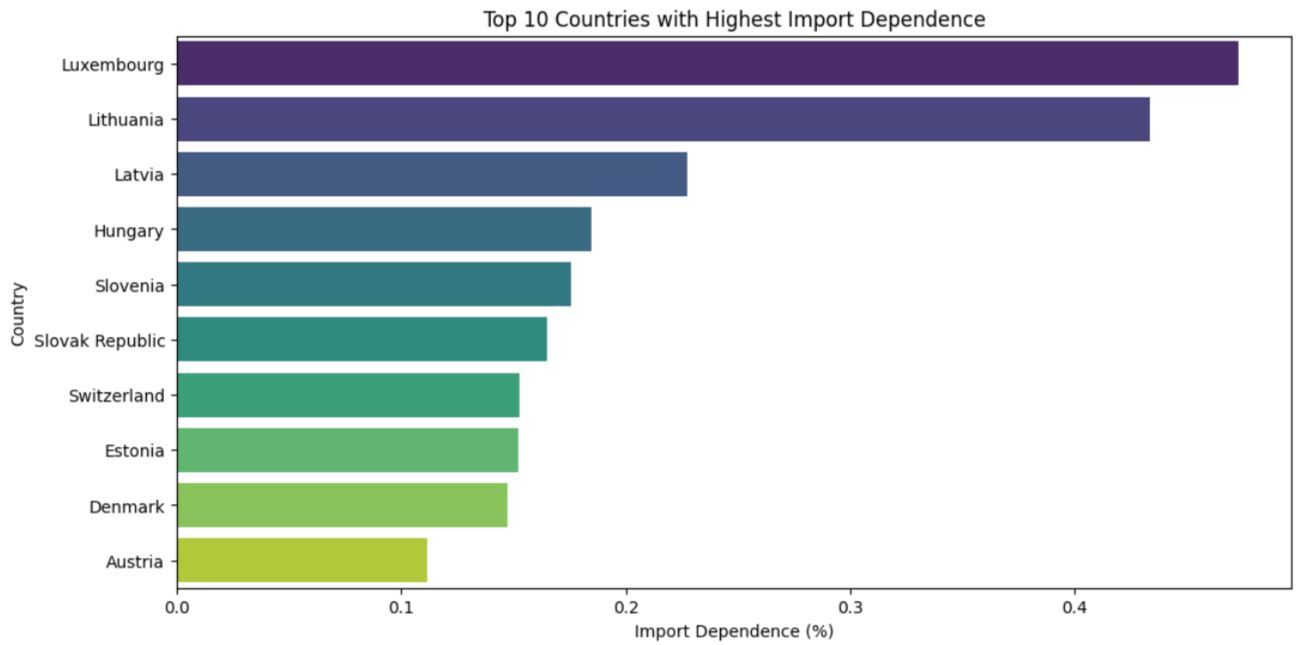 Top 10 Countries with Highest Import Dependence
Country
Luxembourg
Lithuania
Latvia
Hungary
Slovenia
Slovak Republic
Switzerland
Estonia
Denmark
Austria
0.0 0.1 0.2 0.3 0.4
Import Dependence (%)